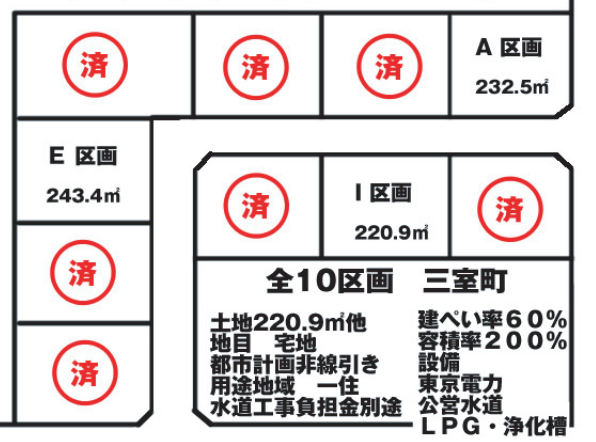 済
済
済
A 区画
232.5㎡
E 区画
243.4㎡
済
I 区画
220.9㎡
済
済
済
全10区画 三室町
土地220.9㎡他
地目 宅地
都市計画非線引き
用途地域 一住
水道工事負担金別途
建ぺい率60%
容積率200%
設備
東京電力
公営水道
LPG・浄化槽